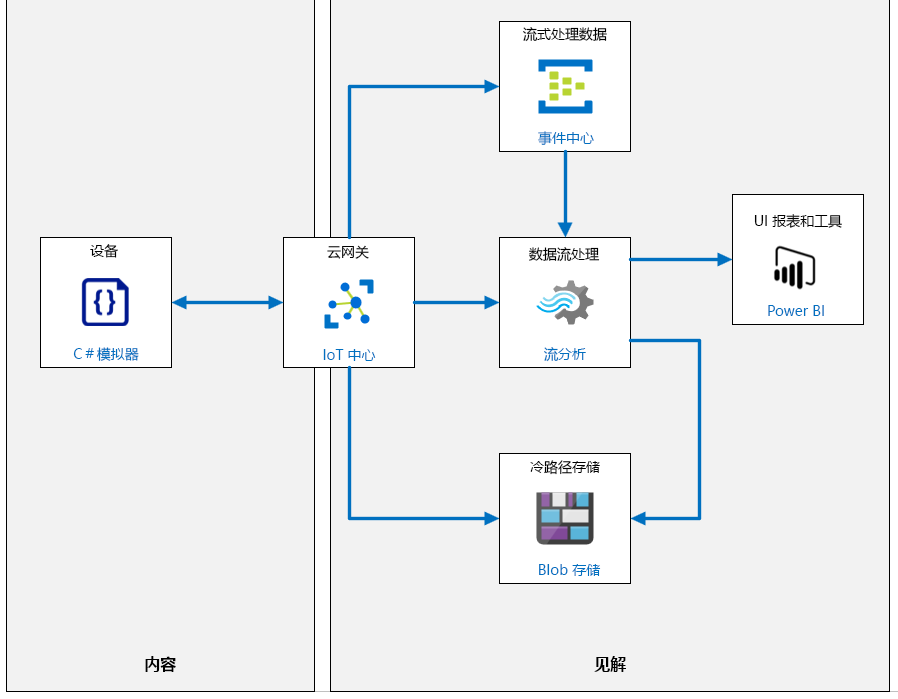 流式处理数据
事件中心
设备
C＃模拟器
云网关
IoT 中心
数据流处理
流分析
UI 报表和工具
Power BI
冷路径存储
Blob 存储
内容
见解